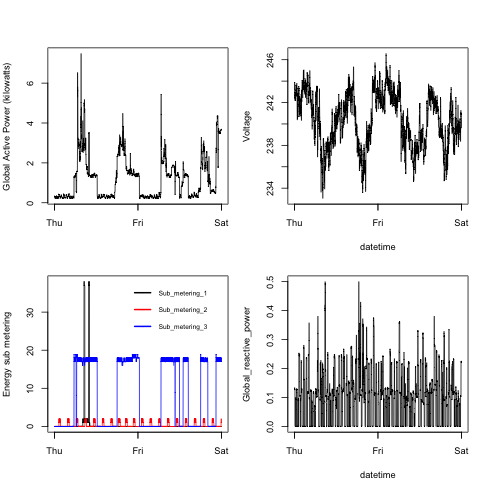 Global Active Power (kilowatts)
0 2 4 6
Thu Fri Sat
Voltage
234 238 242 246
Thu Fri Sat
datetime
Energy sub metering
0 10 20 30
Sub_metering_1
Sub_metering_2
Sub_metering_3
Thu Fri Sat
Global_reactive_power
0.0 0.1 0.2 0.3 0.4 0.5
Thu Fri Sat
datetime